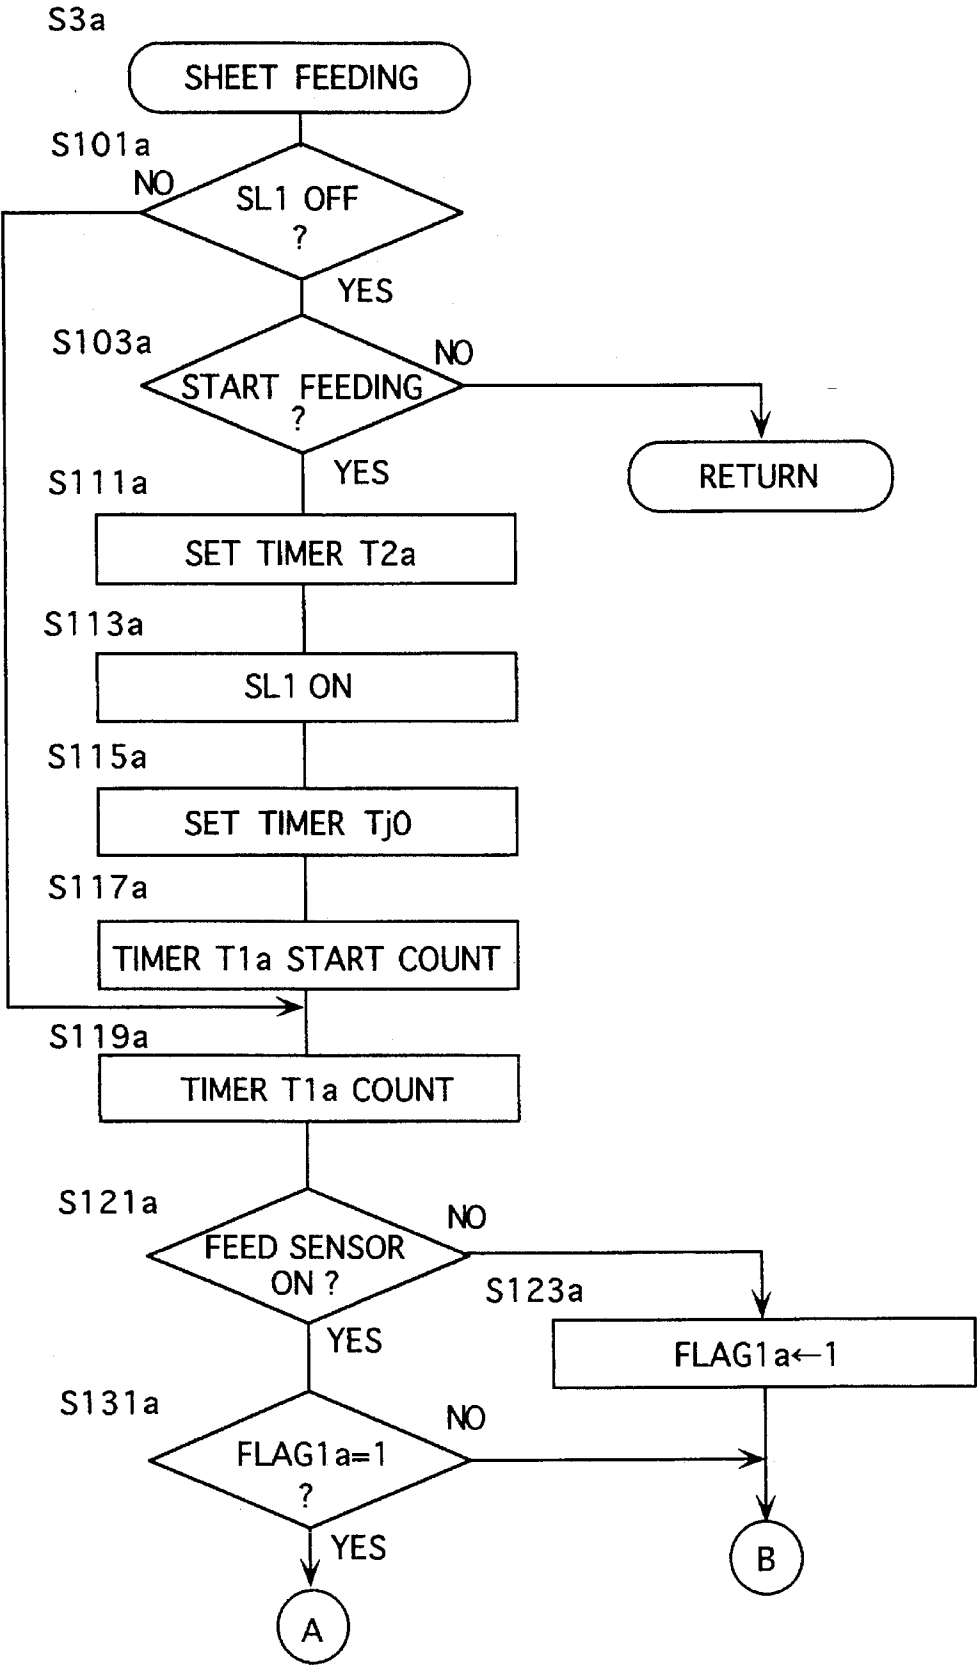 S3a
SHEET FEEDING
S101a
NO
SL1 OFF
?
YES
S103a
NO
START FEEDING
?
YES
RETURN
S111a
SET TIMER T2a
S113a
SL1 ON
S115a
SET TIMER Tj0
S117a
TIMER T1a START COUNT
S119a
TIMER T1a COUNT
S121a
NO
FEED SENSOR
ON ?
YES
S123a
FLAG1a←1
S131a
NO
FLAG1a=1
?
YES
B
A